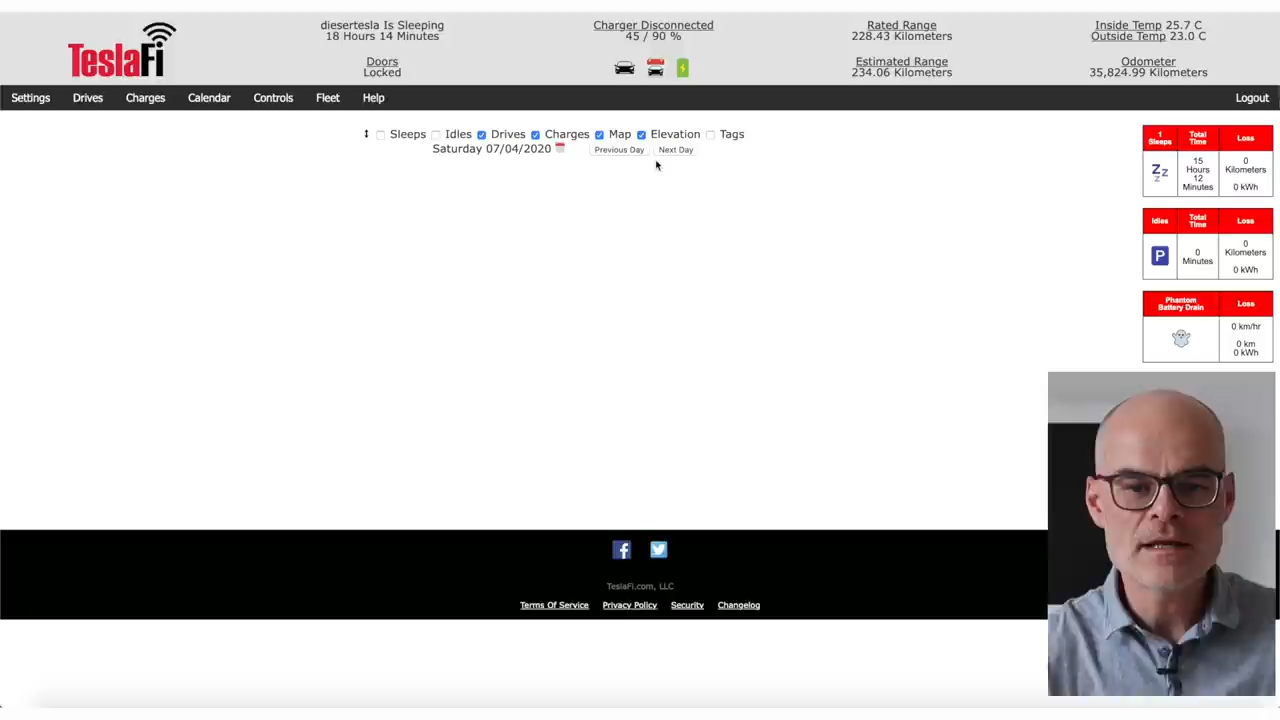 TeslaFi
diesertesla Is Sleeping
18 Hours 14 Minutes
Doors
Locked
Charger Disconnected
45 / 90 %
Rated Range
228.43 Kilometers
Estimated Range
234.06 Kilometers
Inside Temp 25.7 C
Outside Temp 23.0 C
Odometer
35,824.99 Kilometers
Settings Drives Charges Calendar Controls Fleet Help Logout
Sleeps Idles Drives Charges Map Elevation Tags
Saturday 07/04/2020 Previous Day Next Day
1
Sleeps
Total
Time
Loss
Zzz
15
Hours
12
Minutes
0
Kilometers
0 kWh
Idles
Total
Time
Loss
P
0
Minutes
0
Kilometers
0 kWh
Phantom
Battery Drain
Loss
0 km/hr
0 km
0 kWh
TeslaFi.com, LLC
Terms Of Service Privacy Policy Security Changelog